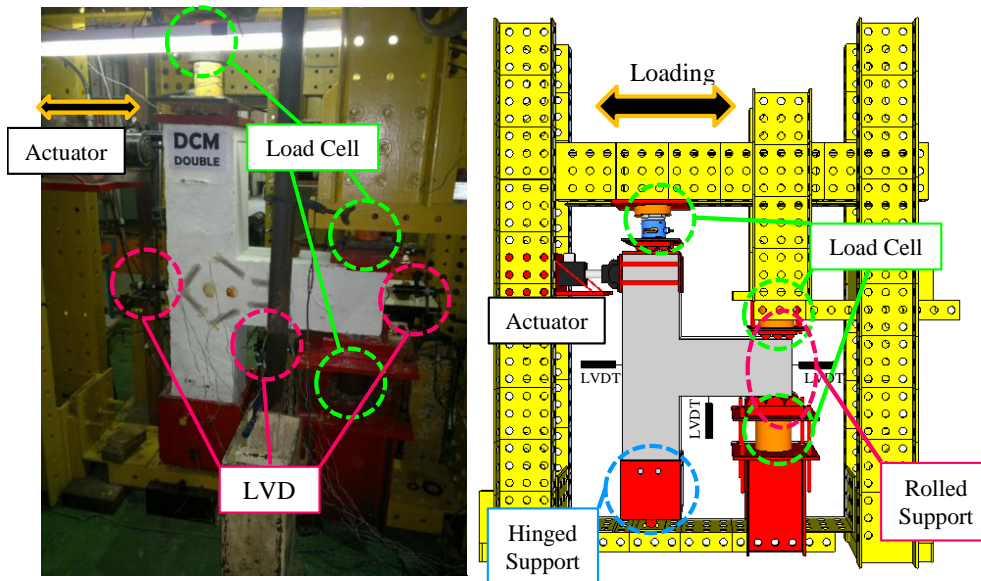 DCM
DOUBLE
Actuator
Load Cell
LVD
Loading
Load Cell
Actuator
LVDT
LVDT
LVDT
Hinged
Support
Rolled
Support